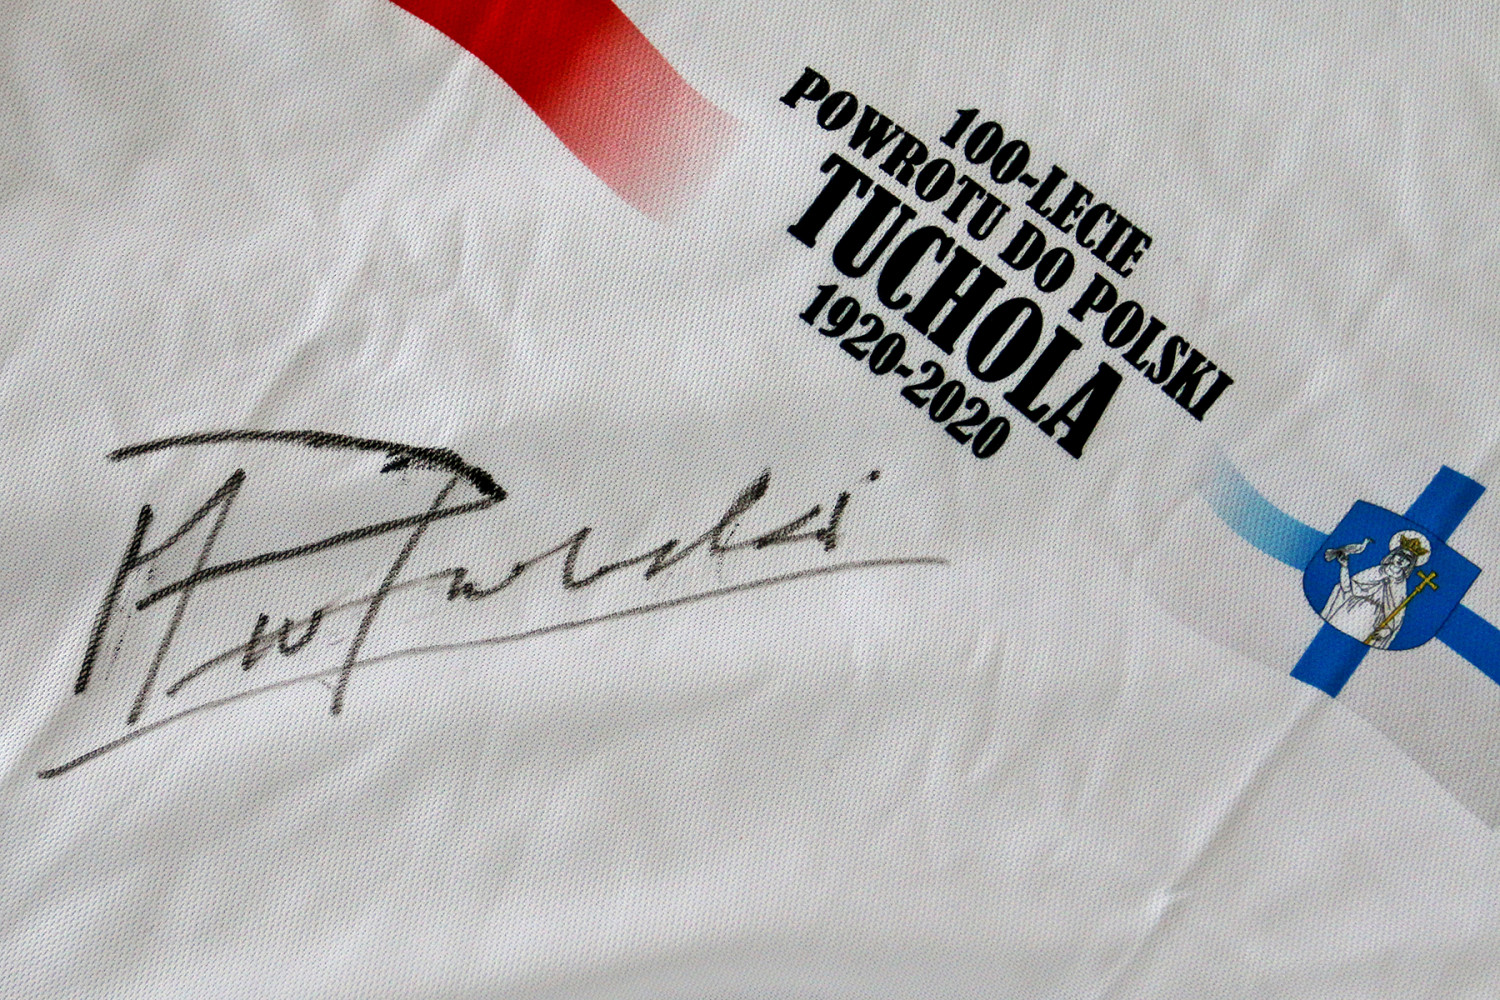 100-LECIE
POWROTU DO POLSKI
TUCHOLA
1920-2020